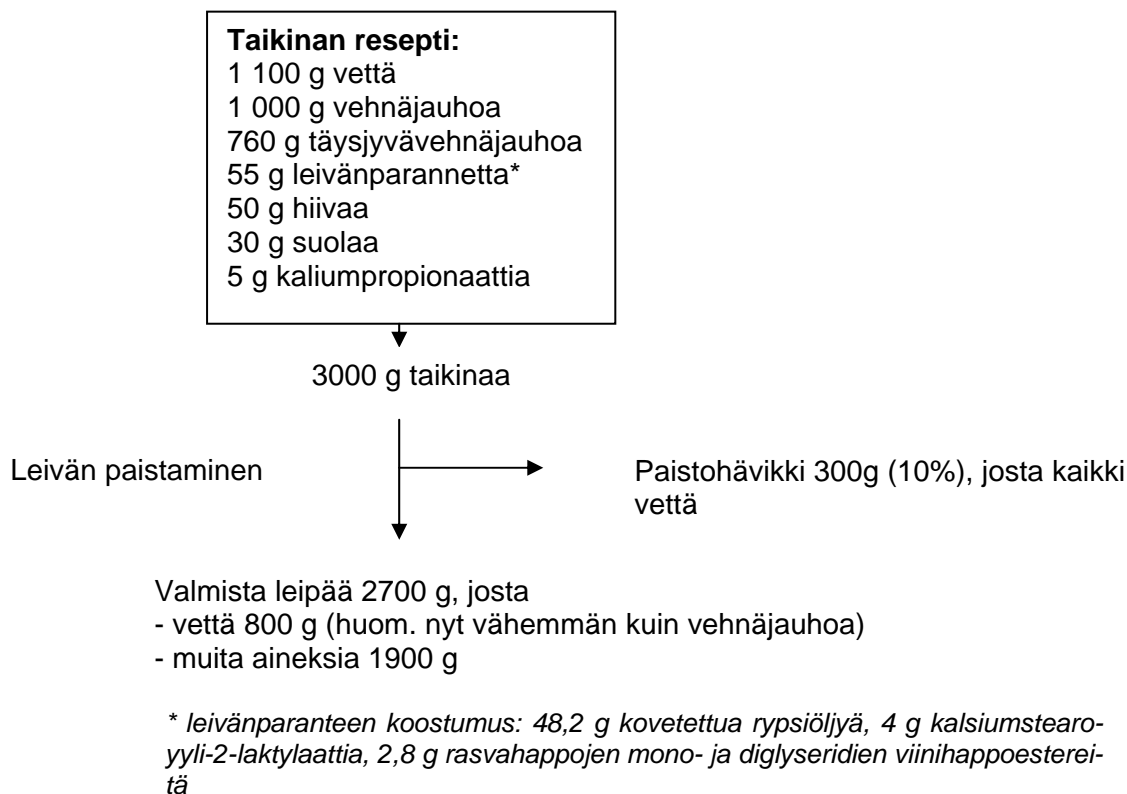 Taikinan resepti:
1 100 g vettä
1 000 g vehnäjauhoa
760 g täysjyvävehnäjauhoa
55 g leivänparannetta*
50 g hiivaa
30 g suolaa
5 g kaliumpropionaattia
3000 g taikinaa
Leivän paistaminen
Paistohävikki 300g (10%), josta kaikki
vettä
Valmista leipää 2700 g, josta
- vettä 800 g (huom. nyt vähemmän kuin vehnäjauhoa)
- muita aineksia 1900 g
* leivänparanteen koostumus: 48,2 g kovetettua rypsiöljyä, 4 g kalsiumstearo-
yyli-2-laktylaattia, 2,8 g rasvahappojen mono- ja diglyseridien viinihappoesterei-
tä